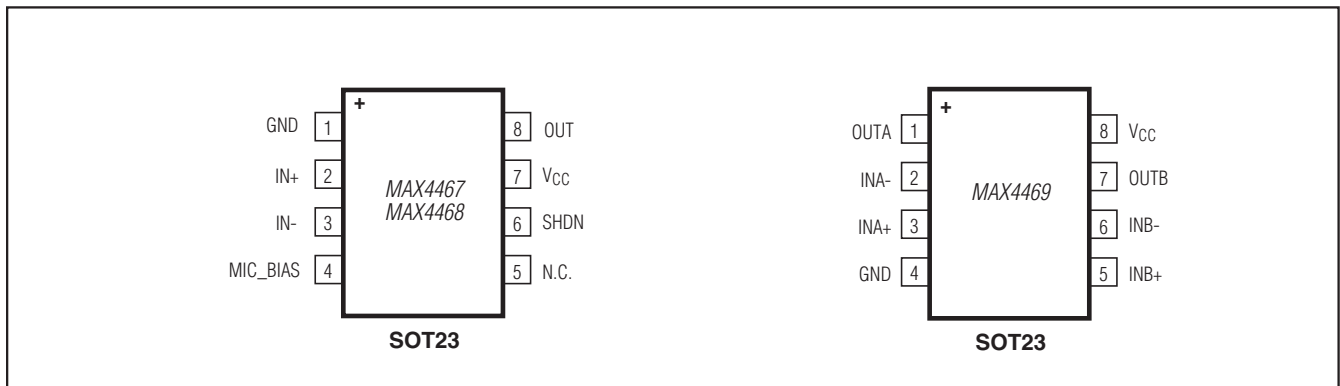 +
GND 1 8 OUT
IN+ 2 7 VCC
MAX4467
MAX4468
IN- 3 6 SHDN
MIC_BIAS 4 5 N.C.
SOT23
+
OUTA 1 8 VCC
INA- 2 7 OUTB
MAX4469
INA+ 3 6 INB-
GND 4 5 INB+
SOT23